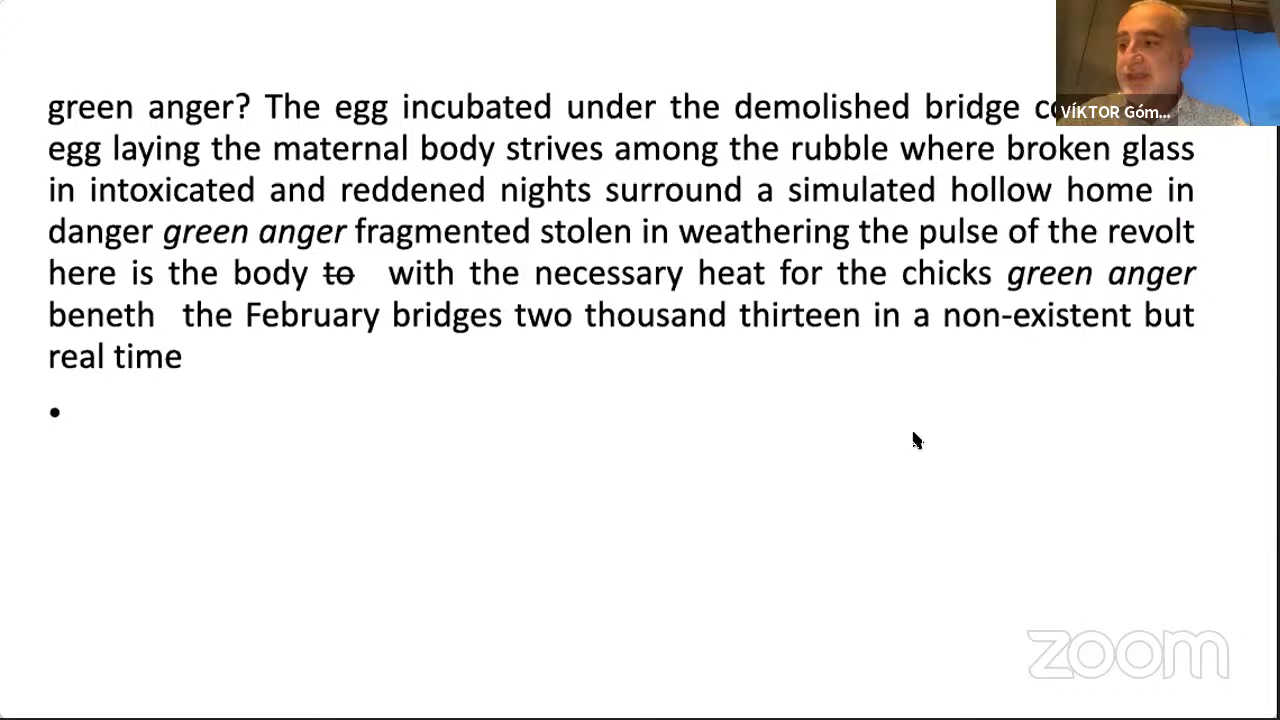 green anger? The egg incubated under the demolished bridge
egg laying the maternal body strives among the rubble where broken glass
in intoxicated and reddened nights surround a simulated hollow home in
danger green anger fragmented stolen in weathering the pulse of the revolt
here is the body to with the necessary heat for the chicks green anger
beneth the February bridges two thousand thirteen in a non-existent but
real time
•
VÍKTOR Góm...
zoom